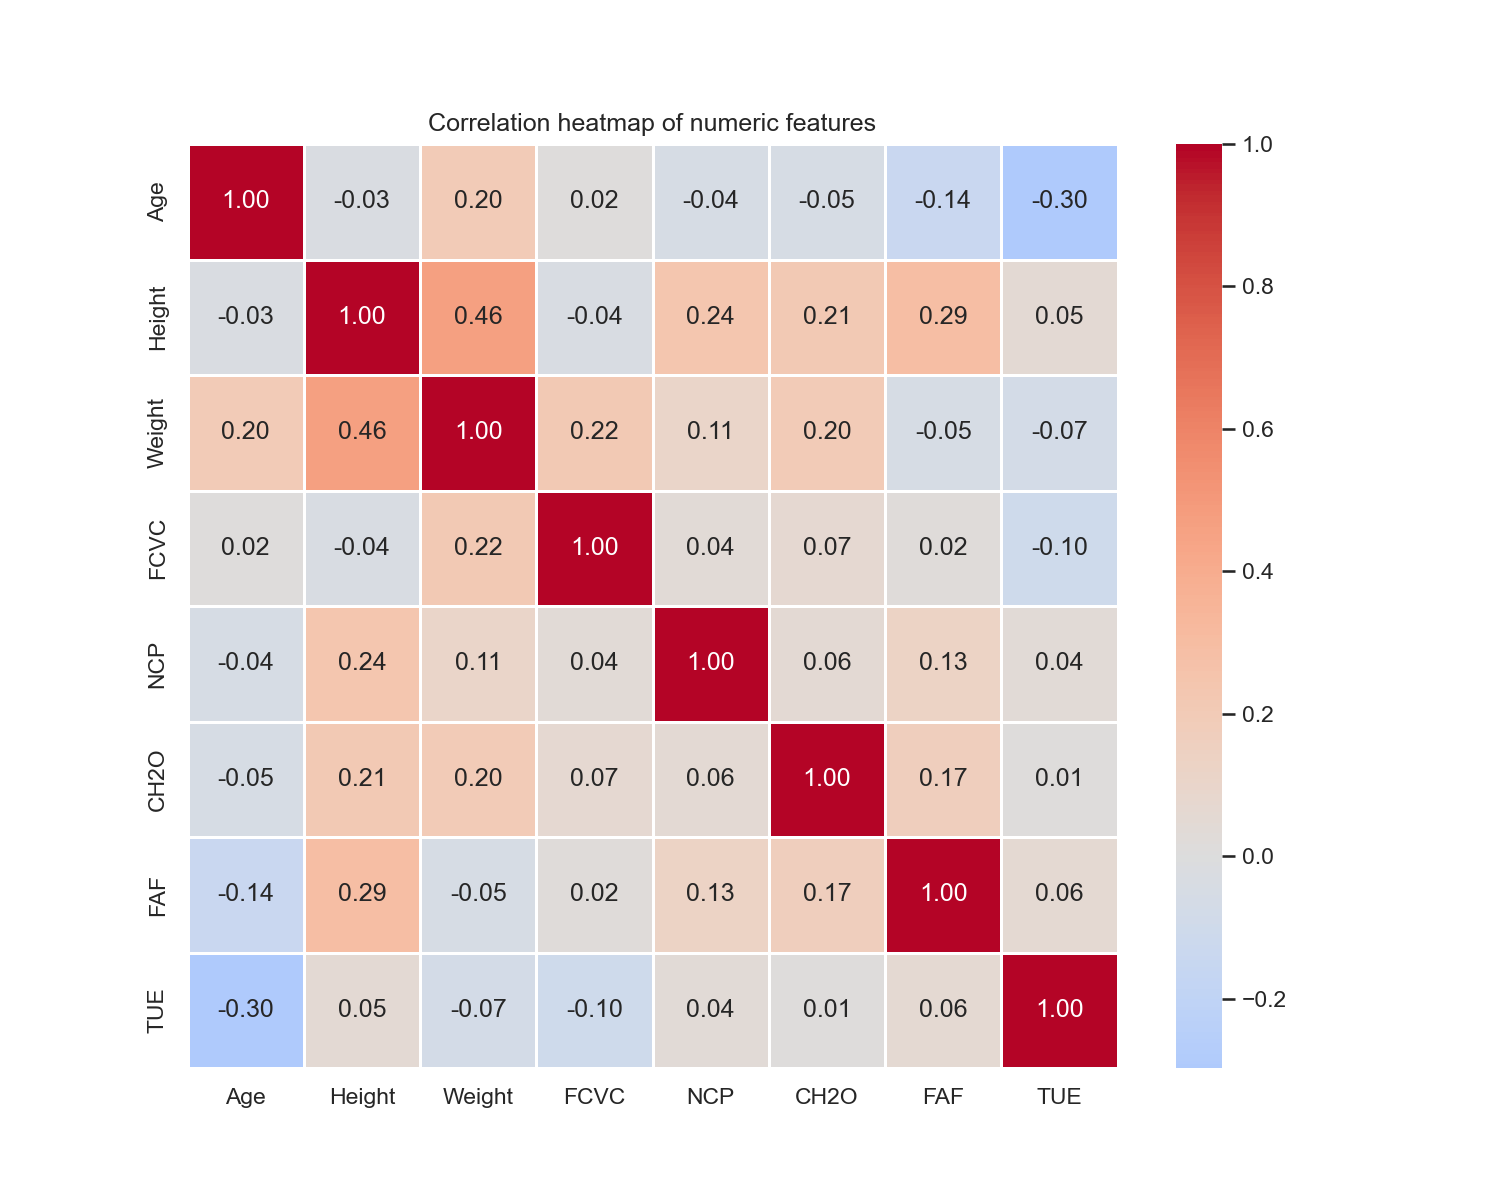 Correlation heatmap of numeric features
Age 1.00 -0.03 0.20 0.02 -0.04 -0.05 -0.14 -0.30
Height -0.03 1.00 0.46 -0.04 0.24 0.21 0.29 0.05
Weight 0.20 0.46 1.00 0.22 0.11 0.20 -0.05 -0.07
FCVC 0.02 -0.04 0.22 1.00 0.04 0.07 0.02 -0.10
NCP -0.04 0.24 0.11 0.04 1.00 0.06 0.13 0.04
CH2O -0.05 0.21 0.20 0.07 0.06 1.00 0.17 0.01
FAF -0.14 0.29 -0.05 0.02 0.13 0.17 1.00 0.06
TUE -0.30 0.05 -0.07 -0.10 0.04 0.01 0.06 1.00
Age Height Weight FCVC NCP CH2O FAF TUE
1.0
0.8
0.6
0.4
0.2
0.0
−0.2